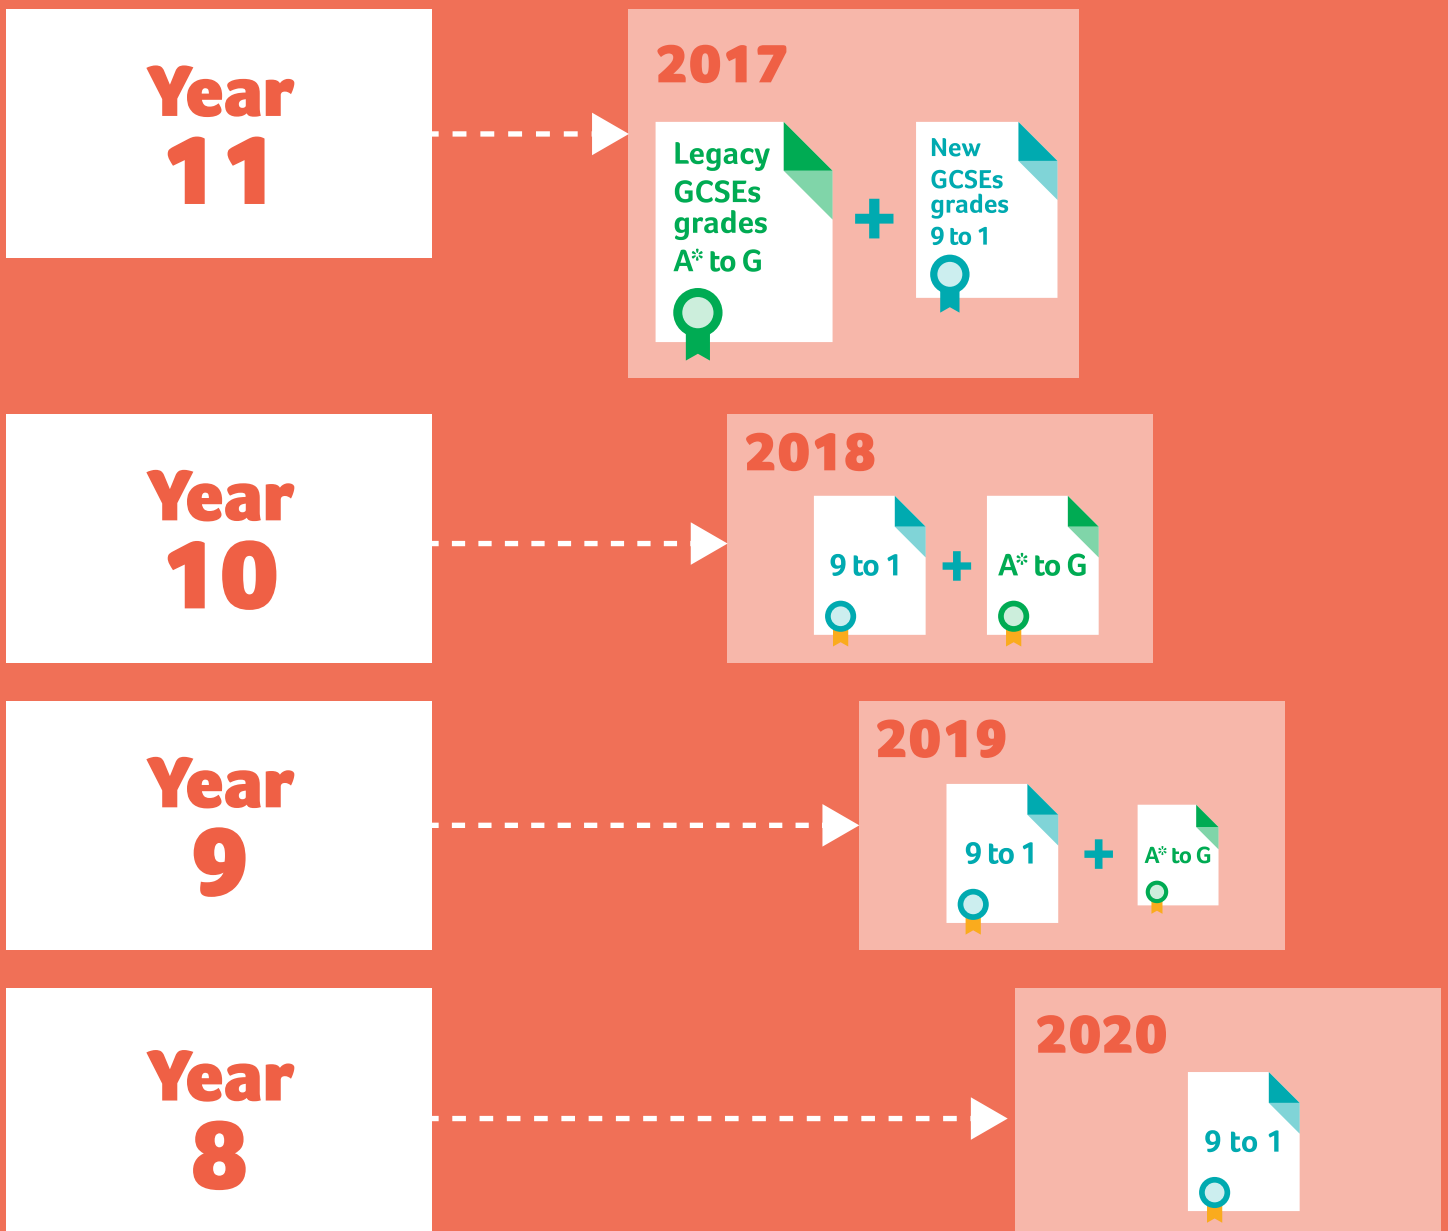 Year
11
2017
Legacy
GCSEs
grades
A* to G
+
New
GCSEs
grades
9 to 1
Year
10
2018
9 to 1
+
A* to G
Year
9
2019
9 to 1
+
A* to G
Year
8
2020
9 to 1